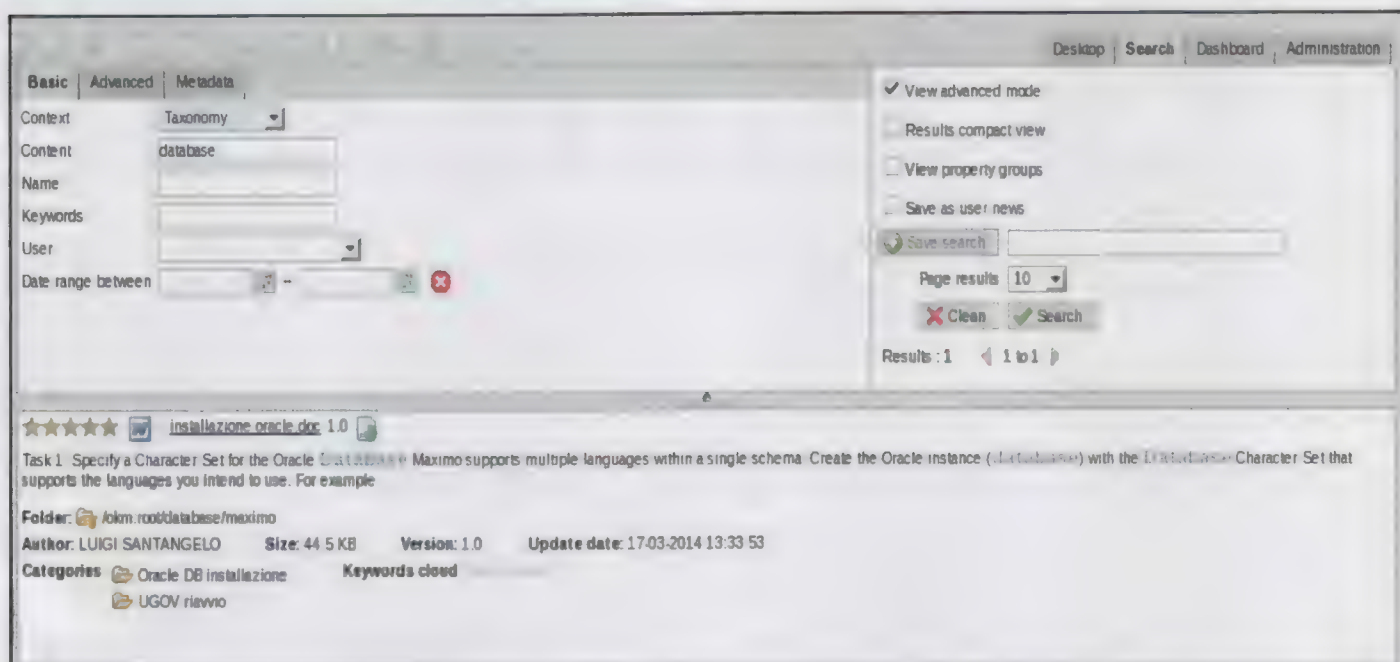 Desktop | Search | Dashboard | Administration
Basic | Advanced | Metadata
Context Taxonomy
Content database
Name
Keywords
User
Date range between –
View advanced mode
Results compact view
View property groups
Save as user news
Save search
Page results 10
Clean Search
Results : 1 1 to 1
installazione oracle.doc 1.0
Task 1 Specify a Character Set for the Oracle Maximo supports multiple languages within a single schema Create the Oracle instance ( ) with the Character Set that
supports the languages you intend to use. For example
Folder: /okm:root/database/maximo
Author: LUIGI SANTANGELO Size: 44 5 KB Version: 1.0 Update date: 17-03-2014 13:33 53
Categories Oracle DB installazione Keywords cloud
UGOV riavvio